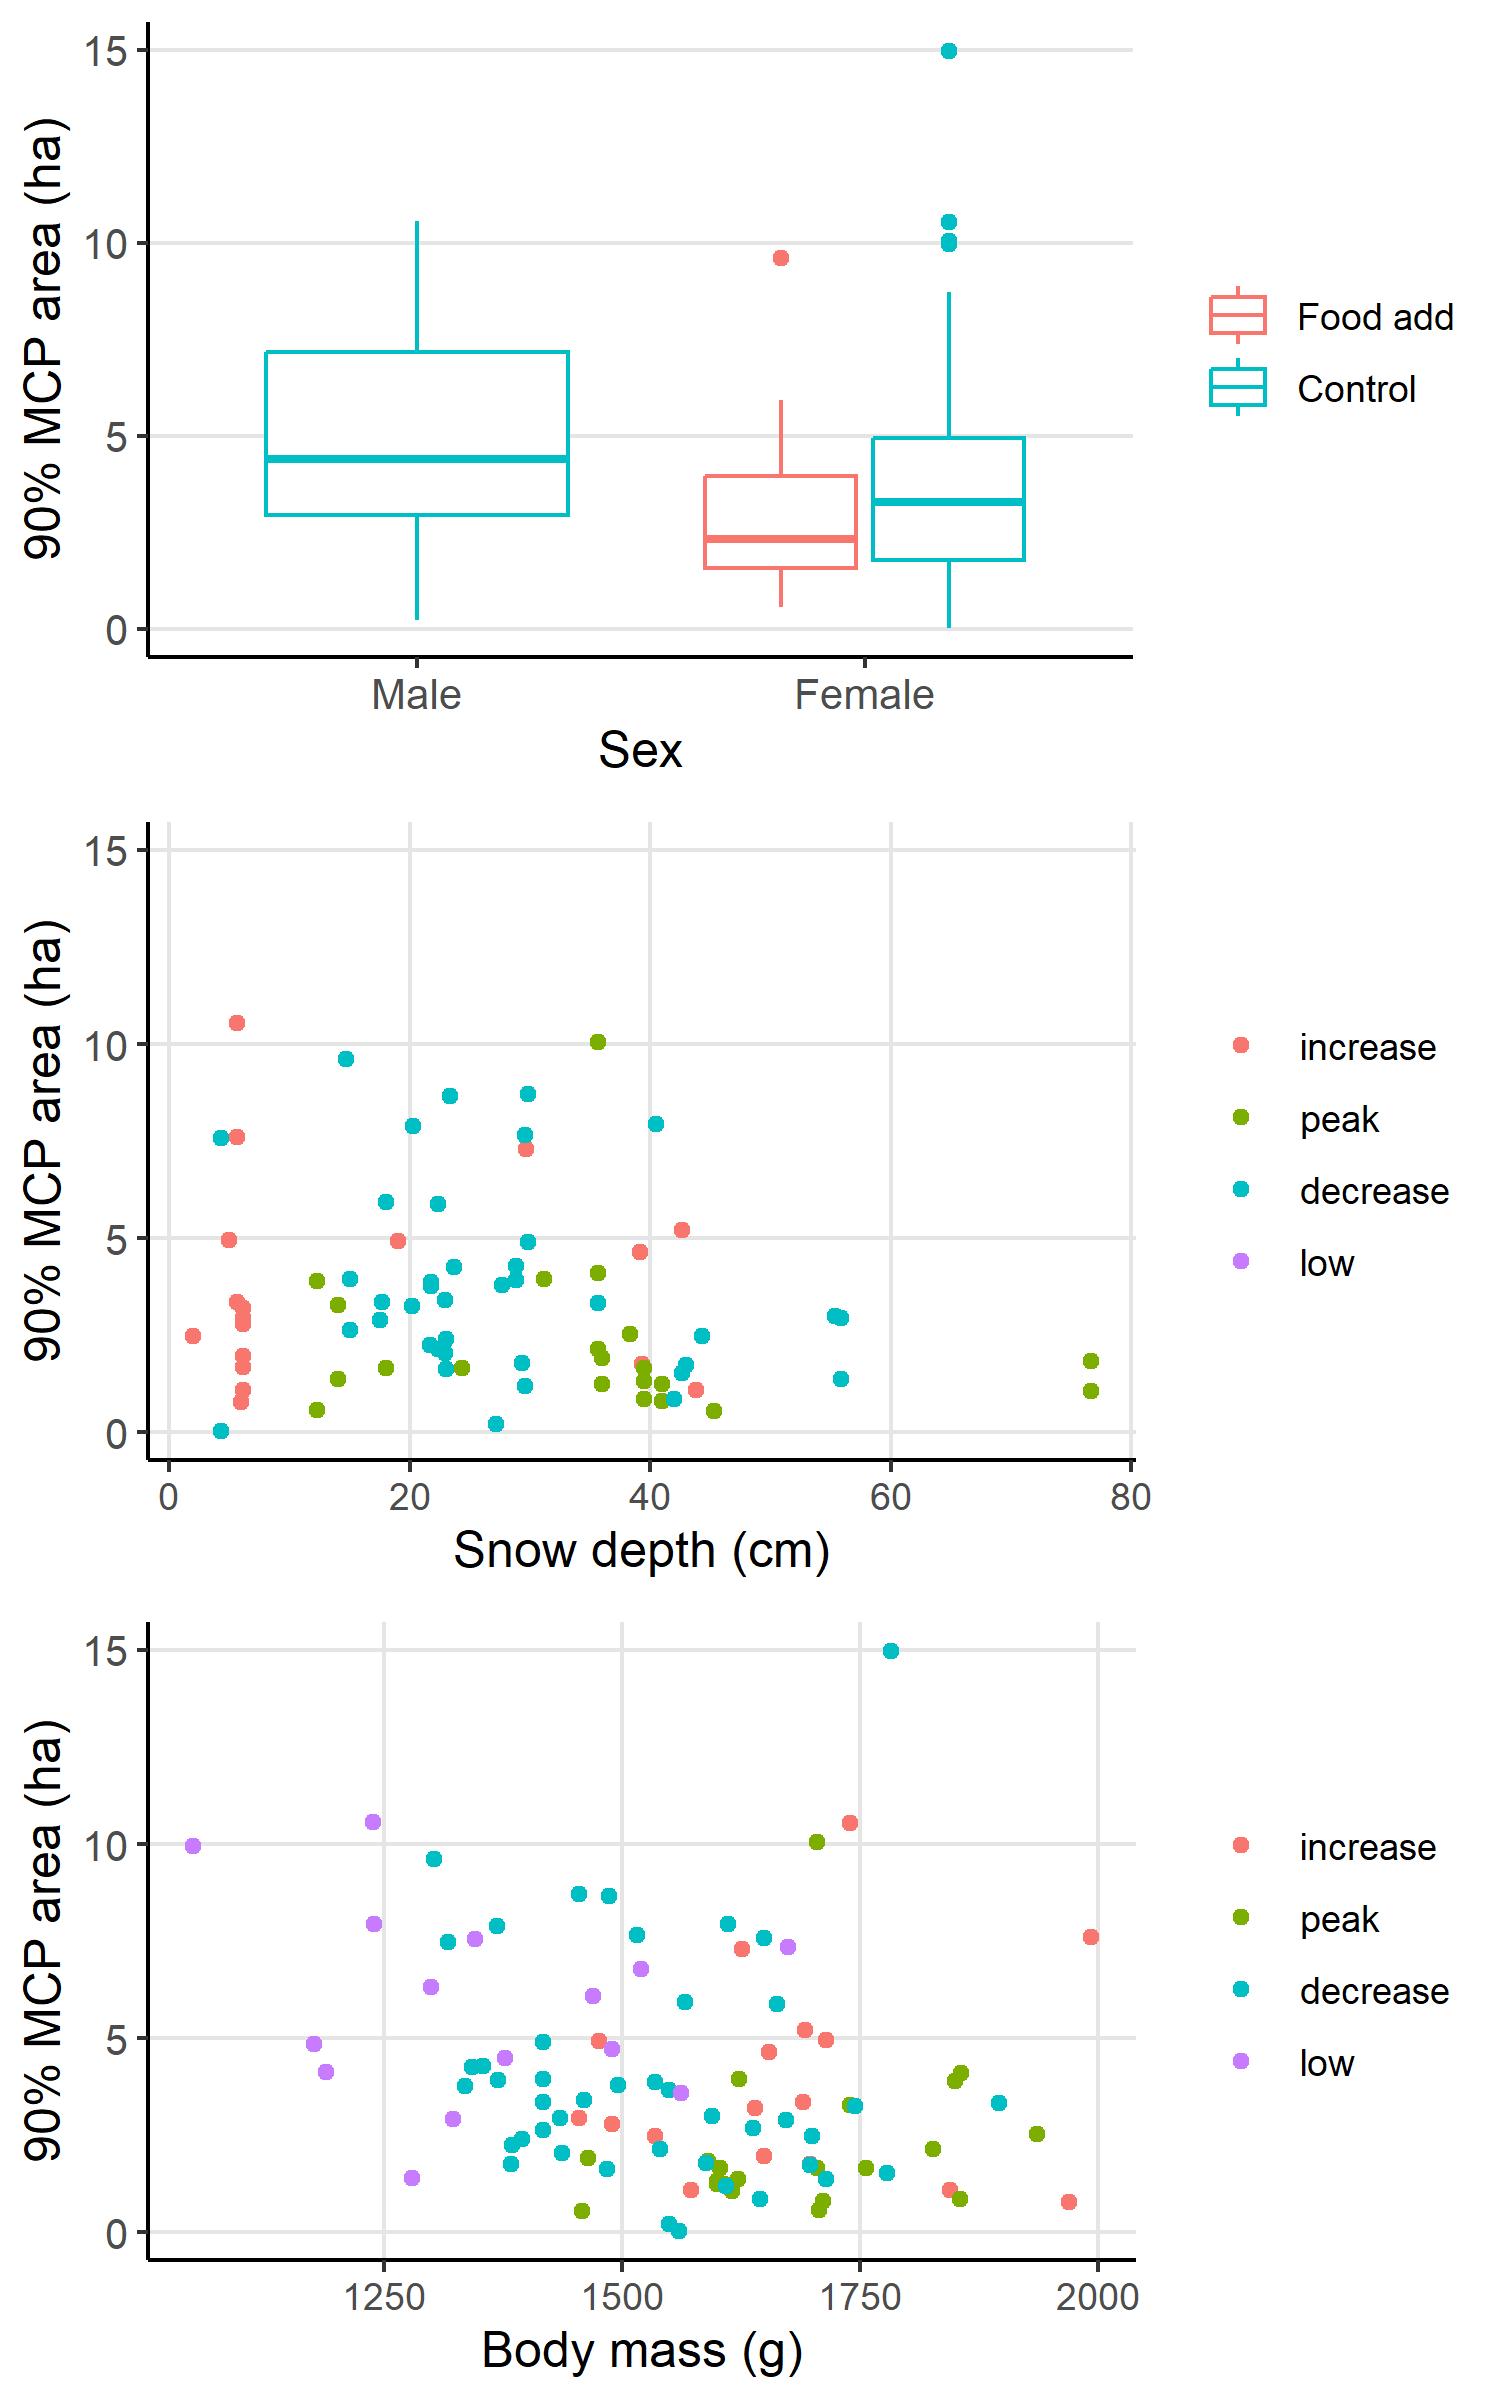 90% MCP area (ha)
15
10
5
0
Male
Female
Sex
Food add
Control
90% MCP area (ha)
15
10
5
0
0
20
40
60
80
Snow depth (cm)
increase
peak
decrease
low
90% MCP area (ha)
15
10
5
0
1250
1500
1750
2000
Body mass (g)
increase
peak
decrease
low